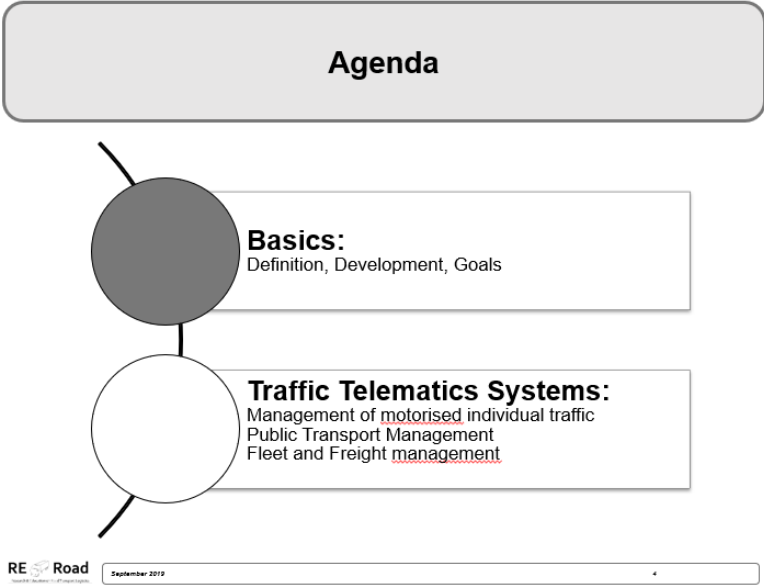 Agenda
Basics:
Definition, Development, Goals
Traffic Telematics Systems:
Management of motorised individual traffic
Public Transport Management
Fleet and Freight management
RE Road
September 2019
4